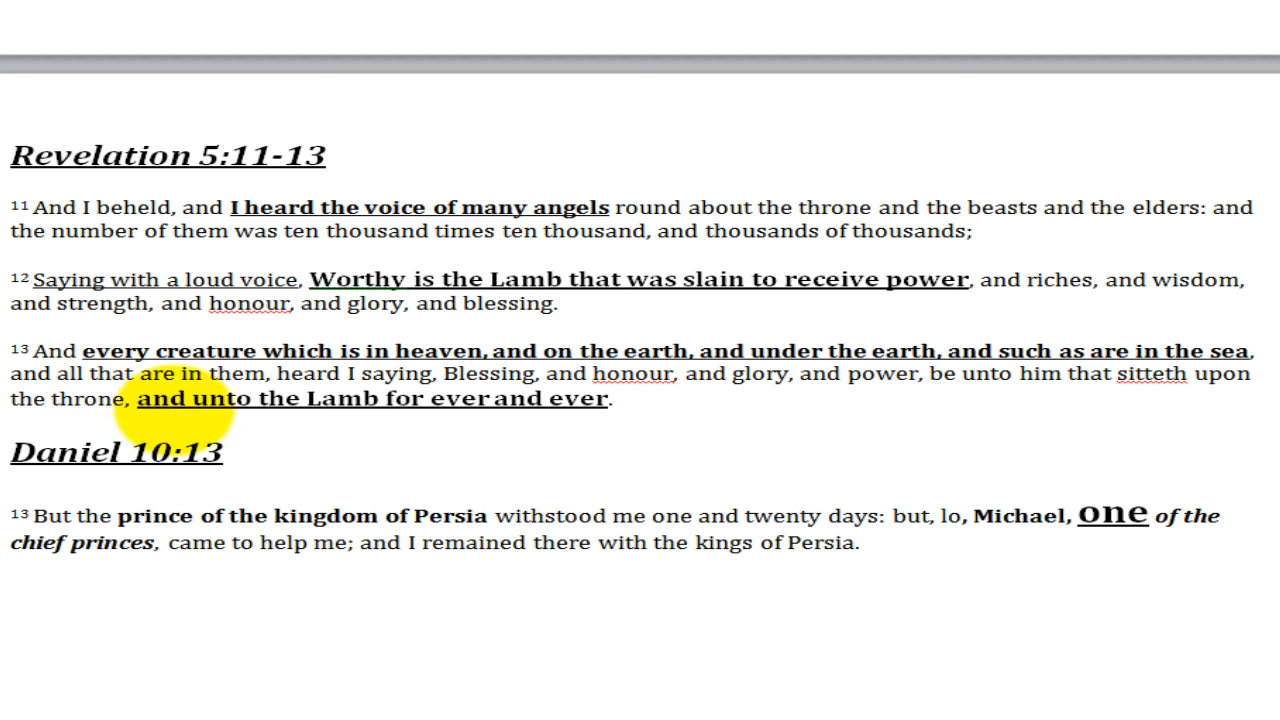 Revelation 5:11-13
11 And I beheld, and I heard the voice of many angels round about the throne and the beasts and the elders: and
the number of them was ten thousand times ten thousand, and thousands of thousands;
12 Saying with a loud voice, Worthy is the Lamb that was slain to receive power, and riches, and wisdom,
and strength, and honour, and glory, and blessing.
13 And every creature which is in heaven, and on the earth, and under the earth, and such as are in the sea,
and all that are in them, heard I saying, Blessing, and honour, and glory, and power, be unto him that sitteth upon
the throne, and unto the Lamb for ever and ever.
Daniel 10:13
13 But the prince of the kingdom of Persia withstood me one and twenty days: but, lo, Michael, one of the
chief princes, came to help me; and I remained there with the kings of Persia.